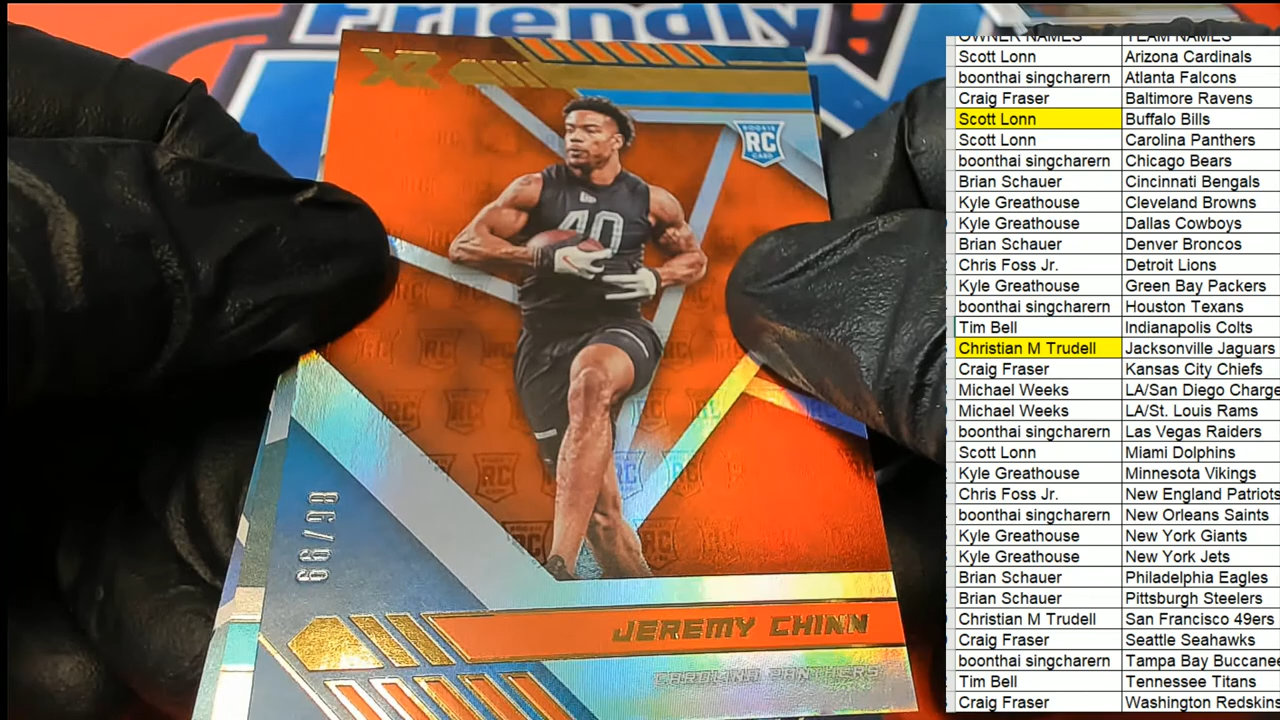 Friendly
XR
ROOKIE
RC
CARD
40
JEREMY CHINN
CAROLINA PANTHERS
OWNER NAMES TEAM NAMES
Scott Lonn Arizona Cardinals
boonthai singcharern Atlanta Falcons
Craig Fraser Baltimore Ravens
Scott Lonn Buffalo Bills
Scott Lonn Carolina Panthers
boonthai singcharern Chicago Bears
Brian Schauer Cincinnati Bengals
Kyle Greathouse Cleveland Browns
Kyle Greathouse Dallas Cowboys
Brian Schauer Denver Broncos
Chris Foss Jr. Detroit Lions
Kyle Greathouse Green Bay Packers
boonthai singcharern Houston Texans
Tim Bell Indianapolis Colts
Christian M Trudell Jacksonville Jaguars
Craig Fraser Kansas City Chiefs
Michael Weeks LA/San Diego Charge
Michael Weeks LA/St. Louis Rams
boonthai singcharern Las Vegas Raiders
Scott Lonn Miami Dolphins
Kyle Greathouse Minnesota Vikings
Chris Foss Jr. New England Patriots
boonthai singcharern New Orleans Saints
Kyle Greathouse New York Giants
Kyle Greathouse New York Jets
Brian Schauer Philadelphia Eagles
Brian Schauer Pittsburgh Steelers
Christian M Trudell San Francisco 49ers
Craig Fraser Seattle Seahawks
boonthai singcharern Tampa Bay Buccanee
Tim Bell Tennessee Titans
Craig Fraser Washington Redskins